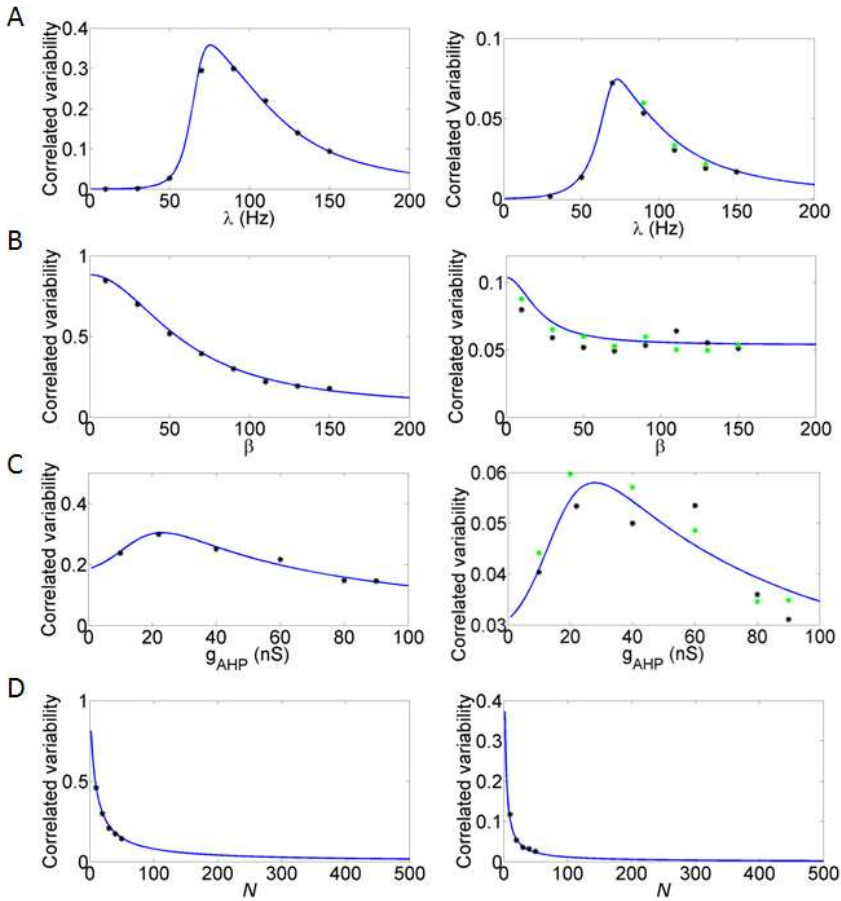 A
Correlated variability
0.4
0.3
0.2
0.1
0
0 50 100 150 200
λ (Hz)
Correlated Variability
0.1
0.05
0
0 50 100 150 200
λ (Hz)
B
Correlated variability
1
0.5
0
0 50 100 150 200
β
Correlated variability
0.1
0.05
0
0 50 100 150 200
β
C
Correlated variability
0.4
0.2
0
0 20 40 60 80 100
gAHP (nS)
Correlated variability
0.06
0.05
0.04
0.03
0 20 40 60 80 100
gAHP (nS)
D
Correlated variability
1
0.5
0
0 100 200 300 400 500
N
Correlated variability
0.4
0.3
0.2
0.1
0
0 100 200 300 400 500
N